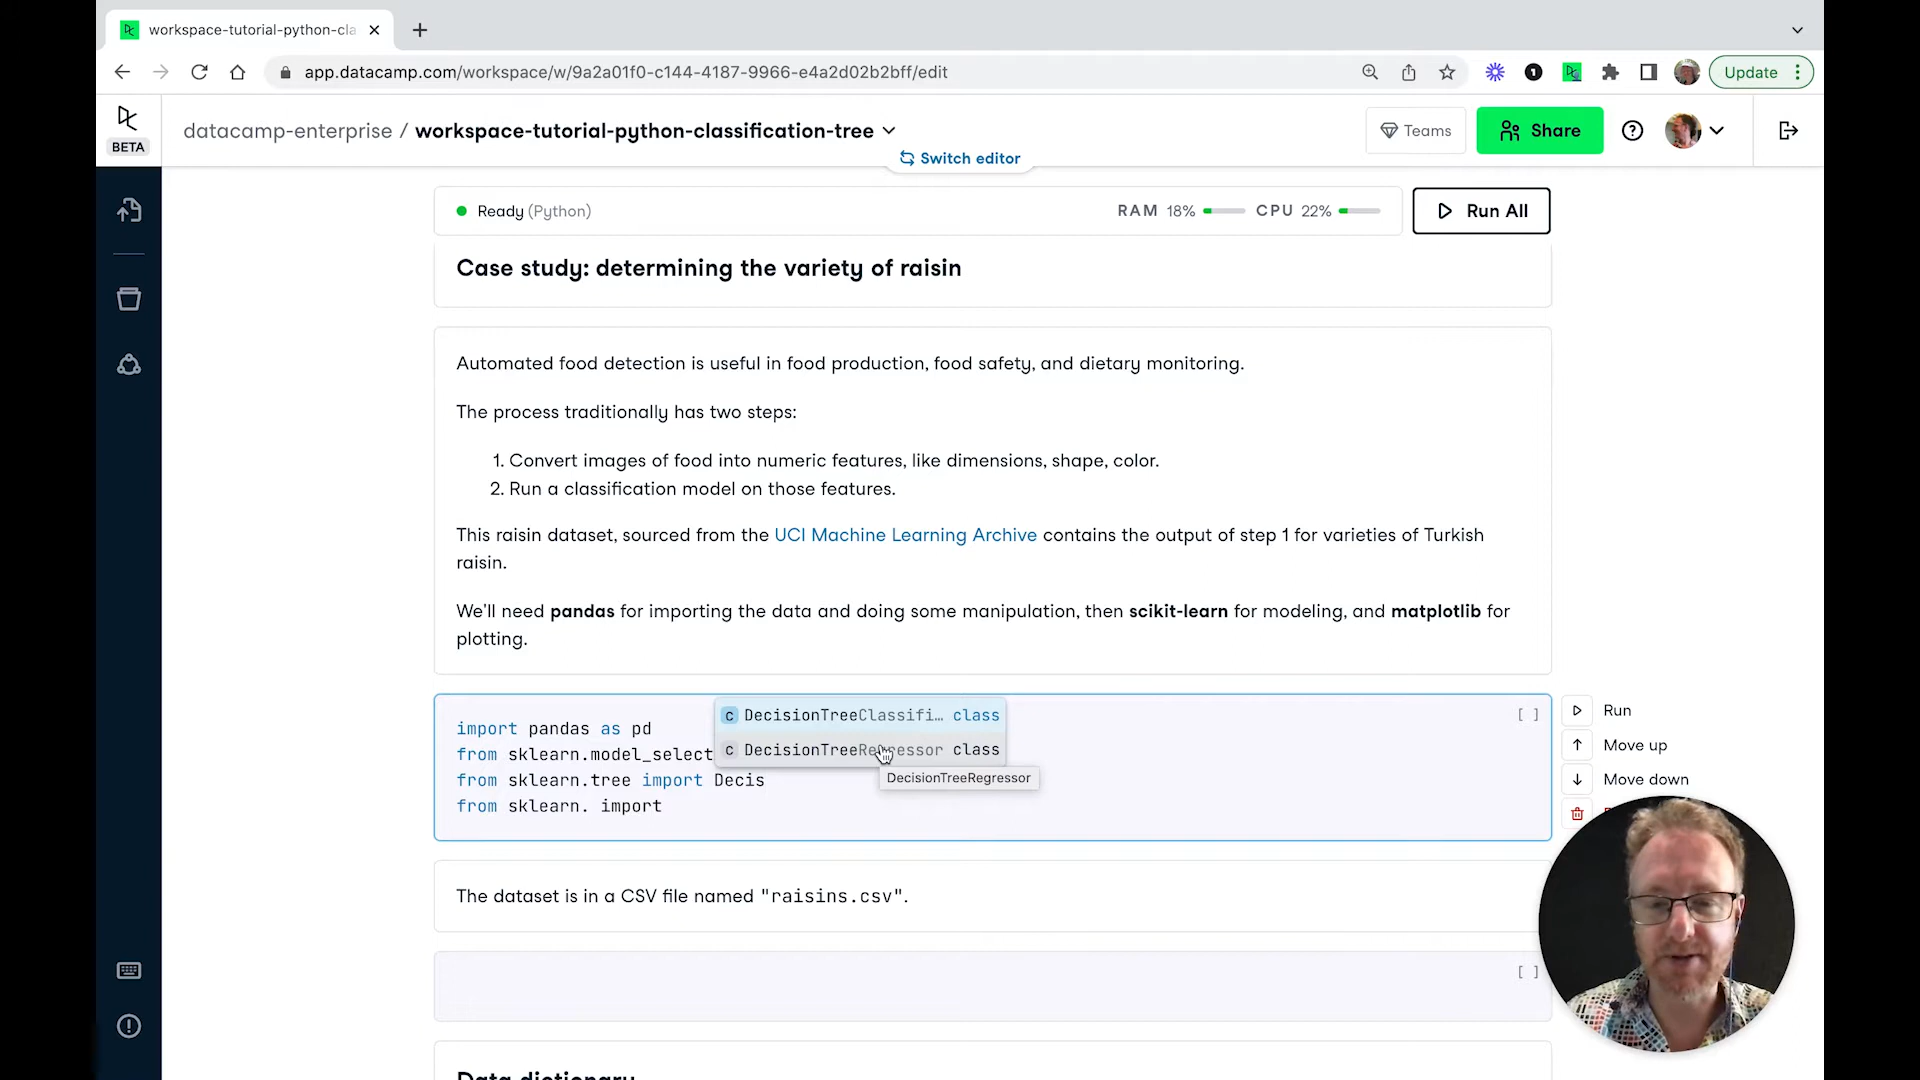 workspace-tutorial-python-cla
app.datacamp.com/workspace/w/9a2a01f0-c144-4187-9966-e4a2d02b2bff/edit
Update
BETA
datacamp-enterprise / workspace-tutorial-python-classification-tree
Teams
Share
Switch editor
Ready (Python)
RAM 18% CPU 22%
Run All
Case study: determining the variety of raisin
Automated food detection is useful in food production, food safety, and dietary monitoring.
The process traditionally has two steps:
1. Convert images of food into numeric features, like dimensions, shape, color.
2. Run a classification model on those features.
This raisin dataset, sourced from the UCI Machine Learning Archive contains the output of step 1 for varieties of Turkish
raisin.
We'll need pandas for importing the data and doing some manipulation, then scikit-learn for modeling, and matplotlib for
plotting.
import pandas as pd
from sklearn.model_select
from sklearn.tree import Decis
from sklearn. import
c DecisionTreeClassifi… class
c DecisionTreeRegressor class
DecisionTreeRegressor
[ ]
Run
Move up
Move down
The dataset is in a CSV file named "raisins.csv".
[ ]
Data dictionary